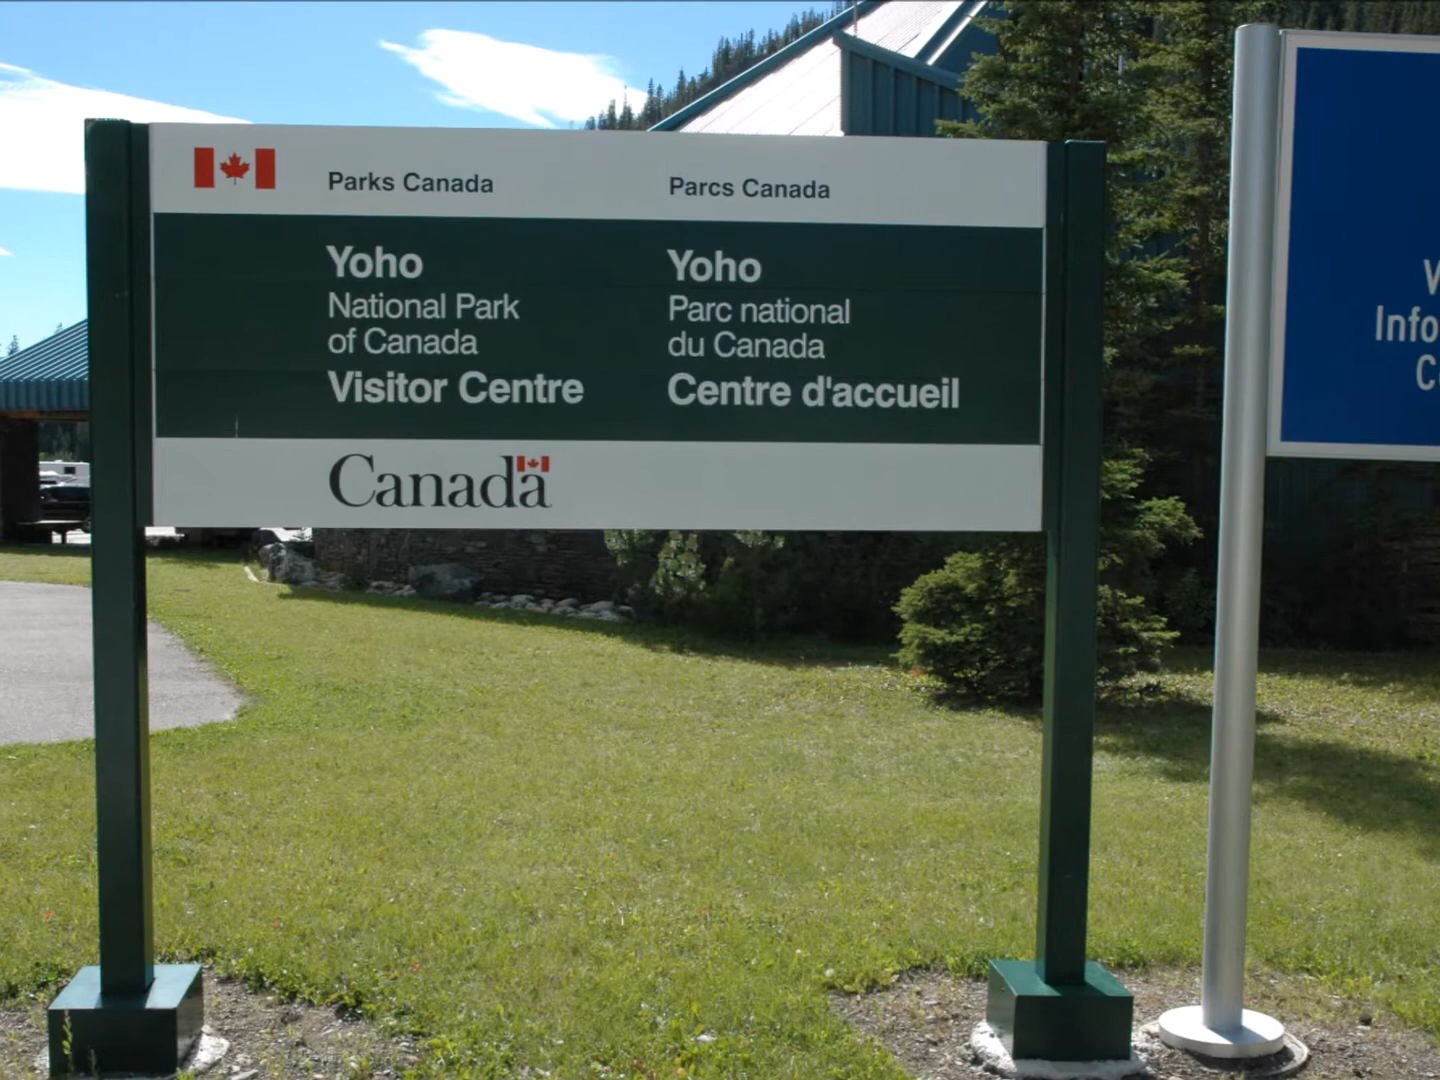 Parks Canada
Parcs Canada
Yoho
National Park
of Canada
Visitor Centre
Yoho
Parc national
du Canada
Centre d'accueil
Canada